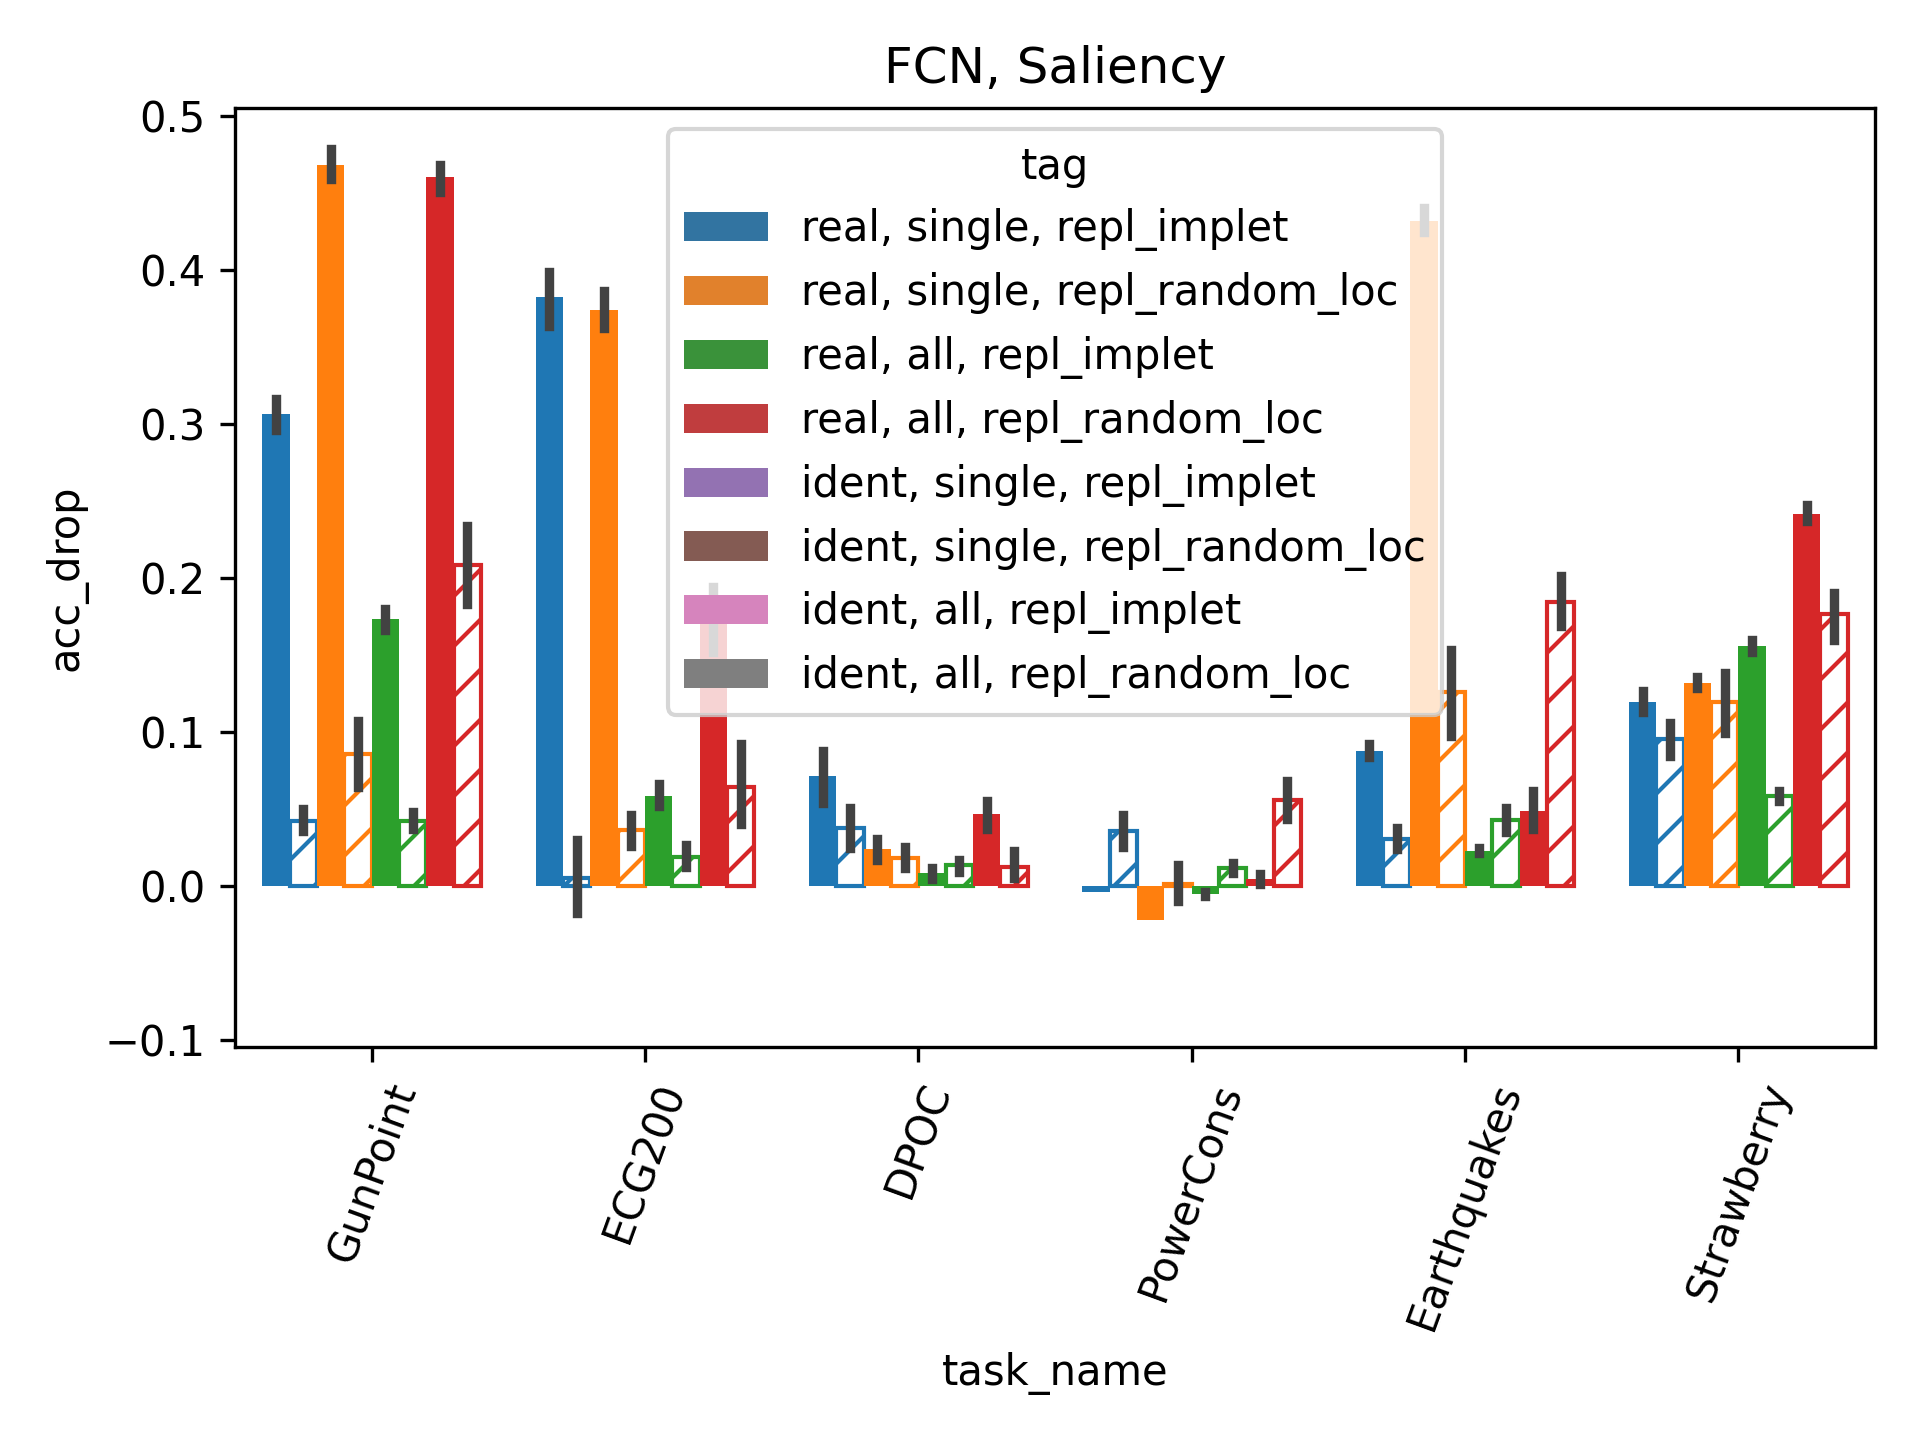 FCN, Saliency
0.5
0.4
0.3
0.2
0.1
0.0
−0.1
acc_drop
tag
real, single, repl_implet
real, single, repl_random_loc
real, all, repl_implet
real, all, repl_random_loc
ident, single, repl_implet
ident, single, repl_random_loc
ident, all, repl_implet
ident, all, repl_random_loc
GunPoint
ECG200
DPOC
PowerCons
Earthquakes
Strawberry
task_name